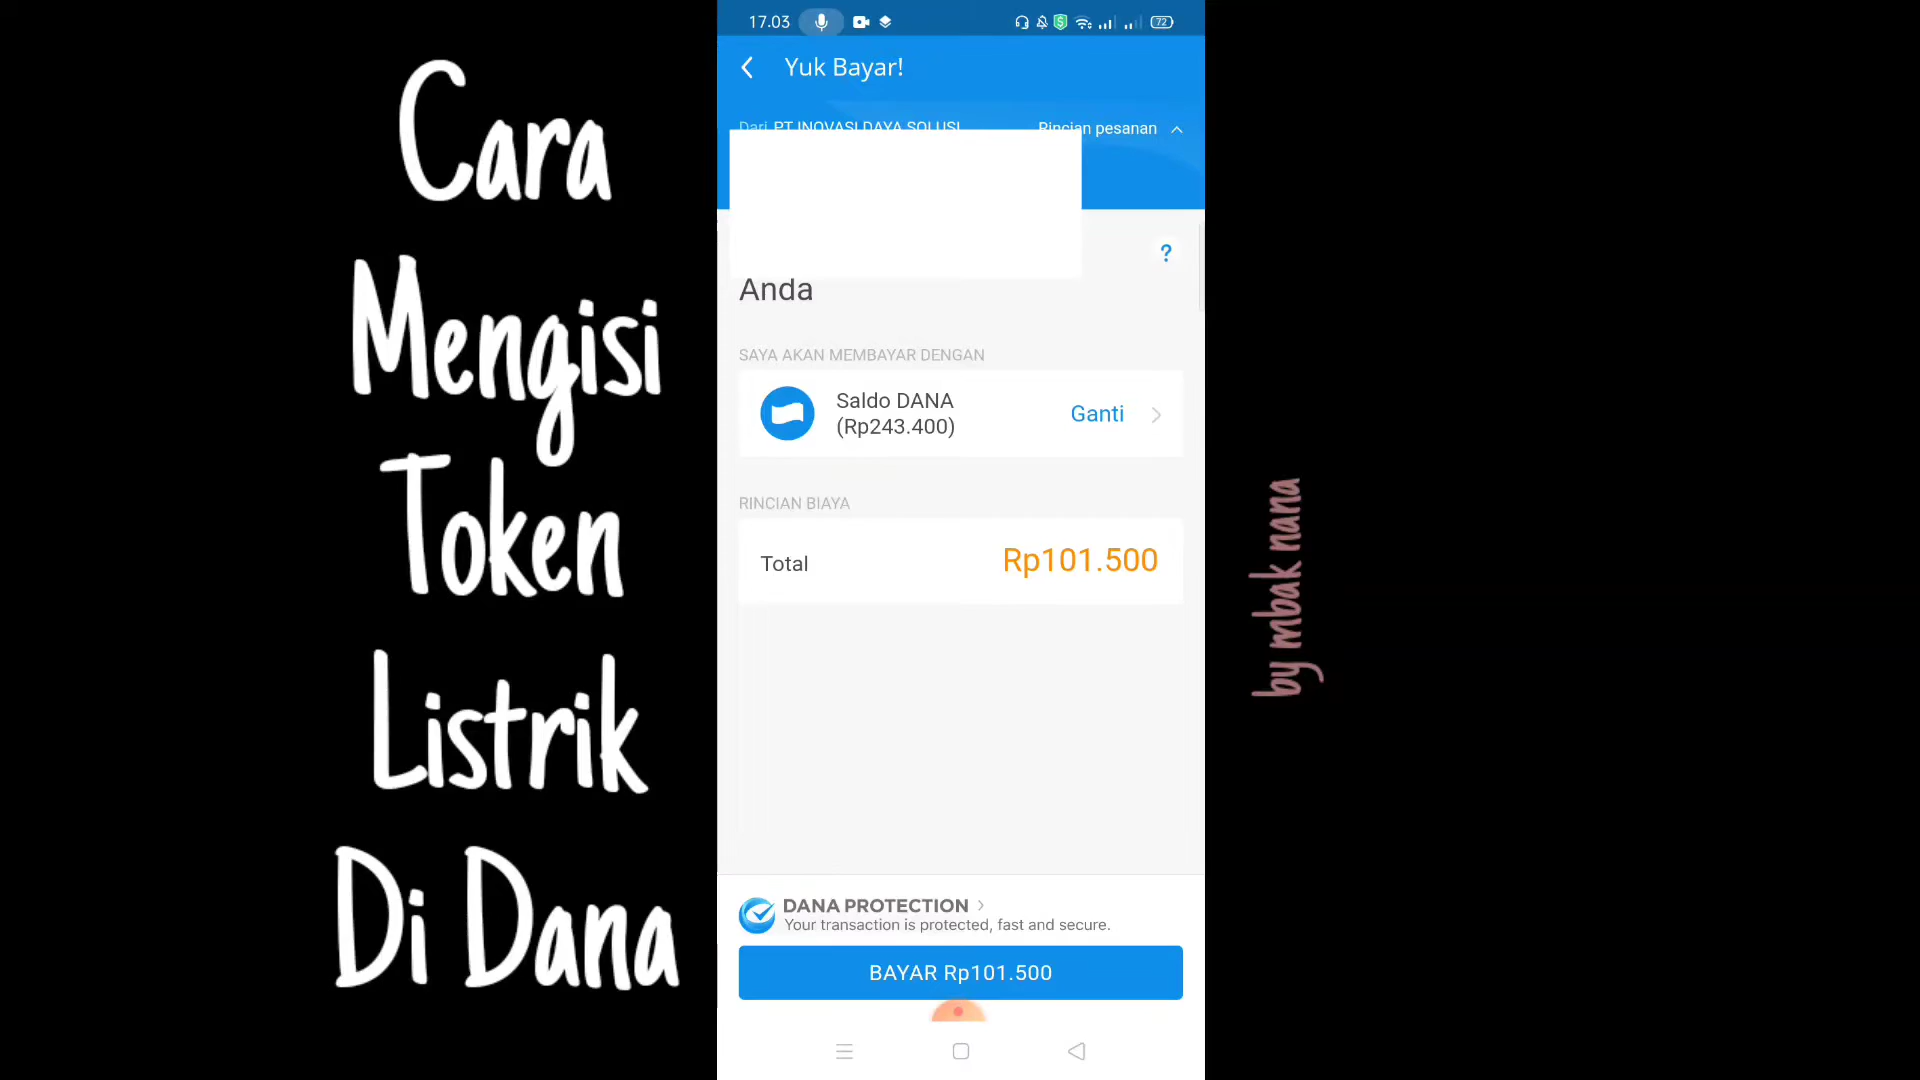 Cara
Mengisi
Token
Listrik
Di Dana
17.03
72
Yuk Bayar!
Dari PT INOVASI DAYA SOLUSI
Rincian pesanan
?
Anda
SAYA AKAN MEMBAYAR DENGAN
Saldo DANA
(Rp243.400)
Ganti
RINCIAN BIAYA
Total
Rp101.500
DANA PROTECTION
Your transaction is protected, fast and secure.
BAYAR Rp101.500
by mbak nana